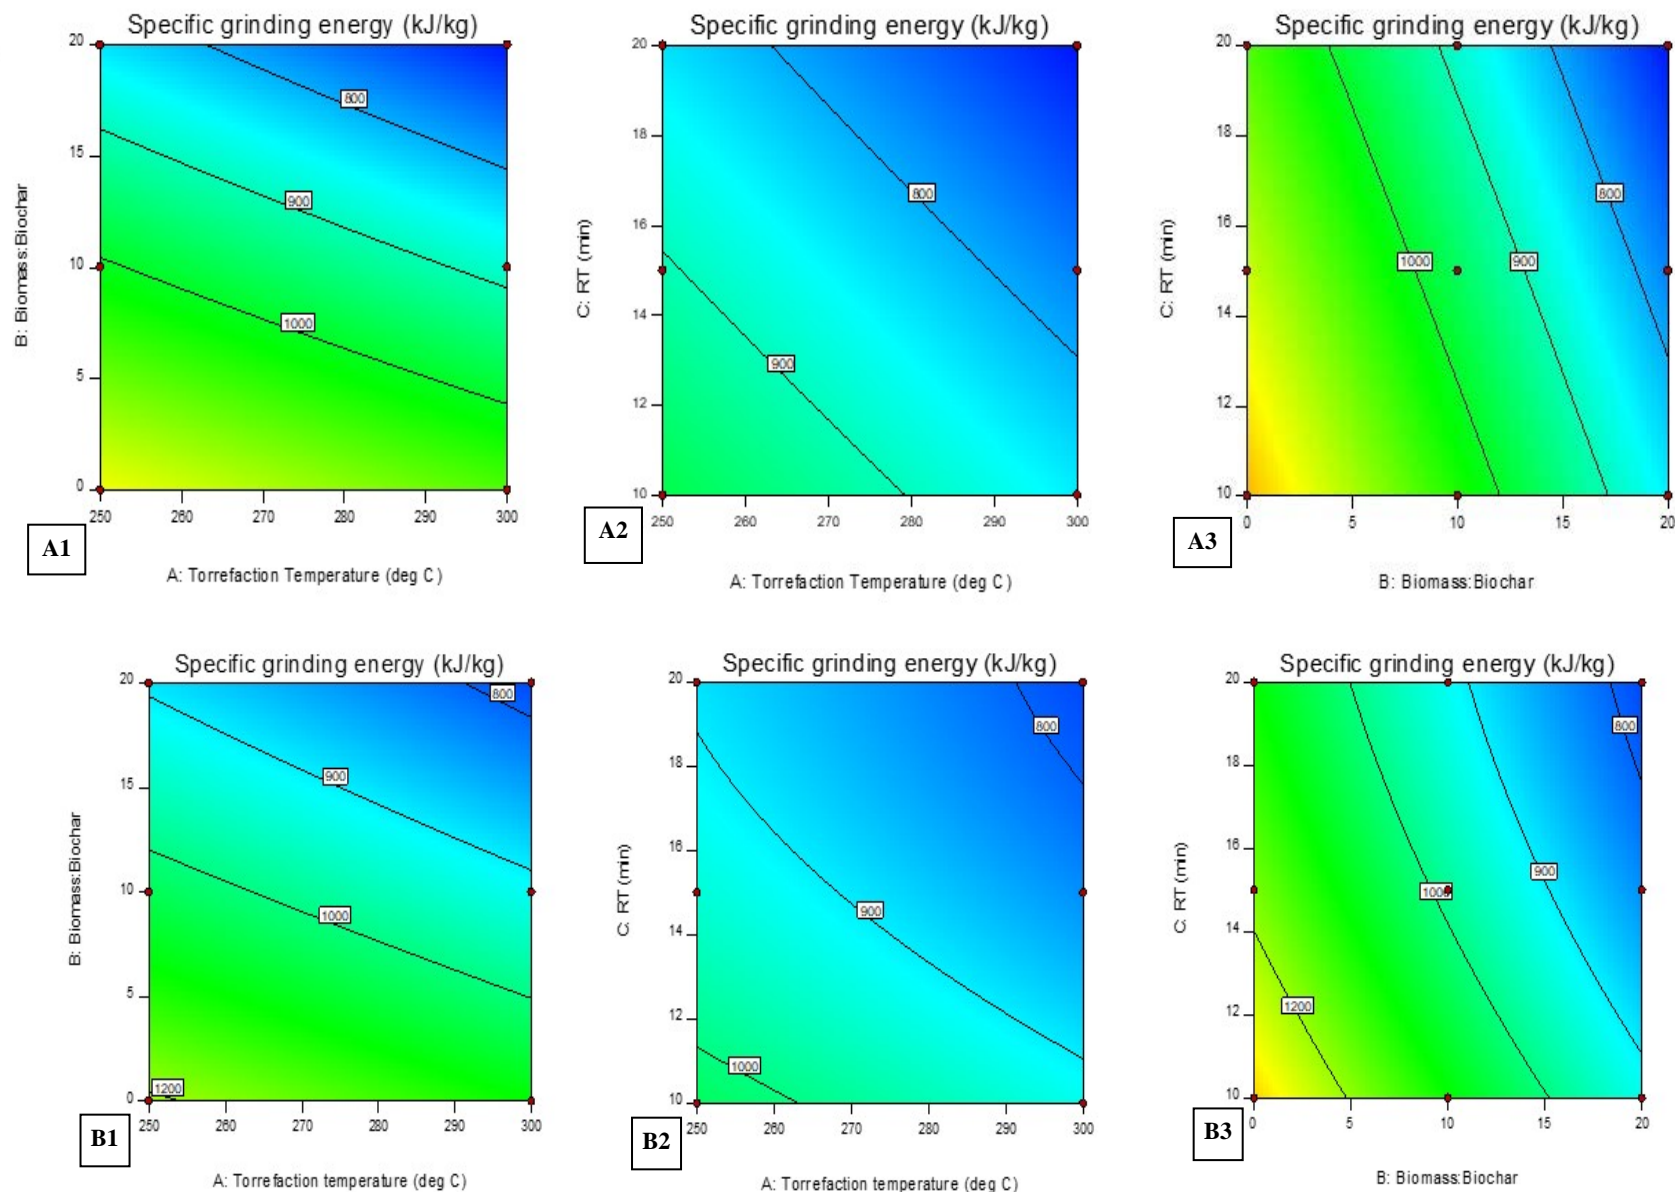 Specific grinding energy (kJ/kg)
20
15
10
5
0
B: Biomass:Biochar
800
900
1000
250 260 270 280 290 300
A1
A: Torrefaction Temperature (deg C)
Specific grinding energy (kJ/kg)
20
18
16
14
12
10
C: RT (min)
800
900
250 260 270 280 290 300
A2
A: Torrefaction Temperature (deg C)
Specific grinding energy (kJ/kg)
20
18
16
14
12
10
C: RT (min)
800
1000 900
0 5 10 15 20
A3
B: Biomass:Biochar
Specific grinding energy (kJ/kg)
20
15
10
5
0
B: Biomass:Biochar
800
900
1000
1200
250 260 270 280 290 300
B1
A: Torrefaction temperature (deg C)
Specific grinding energy (kJ/kg)
20
18
16
14
12
10
C: RT (min)
800
900
1000
250 260 270 280 290 300
B2
A: Torrefaction temperature (deg C)
Specific grinding energy (kJ/kg)
20
18
16
14
12
10
C: RT (min)
800
900
1000
1200
0 5 10 15 20
B3
B: Biomass:Biochar